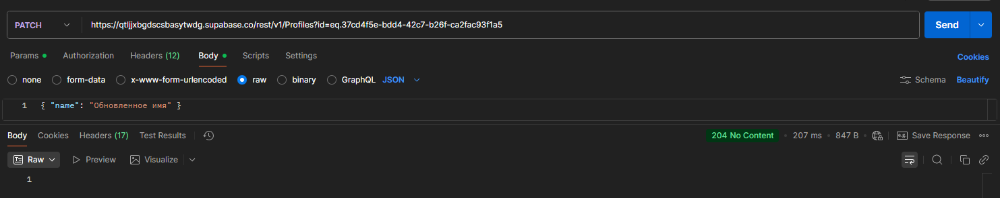 PATCH https://qtljjxbgdscsbasytwdg.supabase.co/rest/v1/Profiles?id=eq.37cd4f5e-bdd4-42c7-b26f-ca2fac93f1a5 Send
Params Authorization Headers (12) Body Scripts Settings Cookies
none form-data x-www-form-urlencoded raw binary GraphQL JSON Schema Beautify
1 { "name": "Обновленное имя" }
Body Cookies Headers (17) Test Results 204 No Content • 207 ms • 847 B • e.g. Save Response
Raw Preview Visualize
1